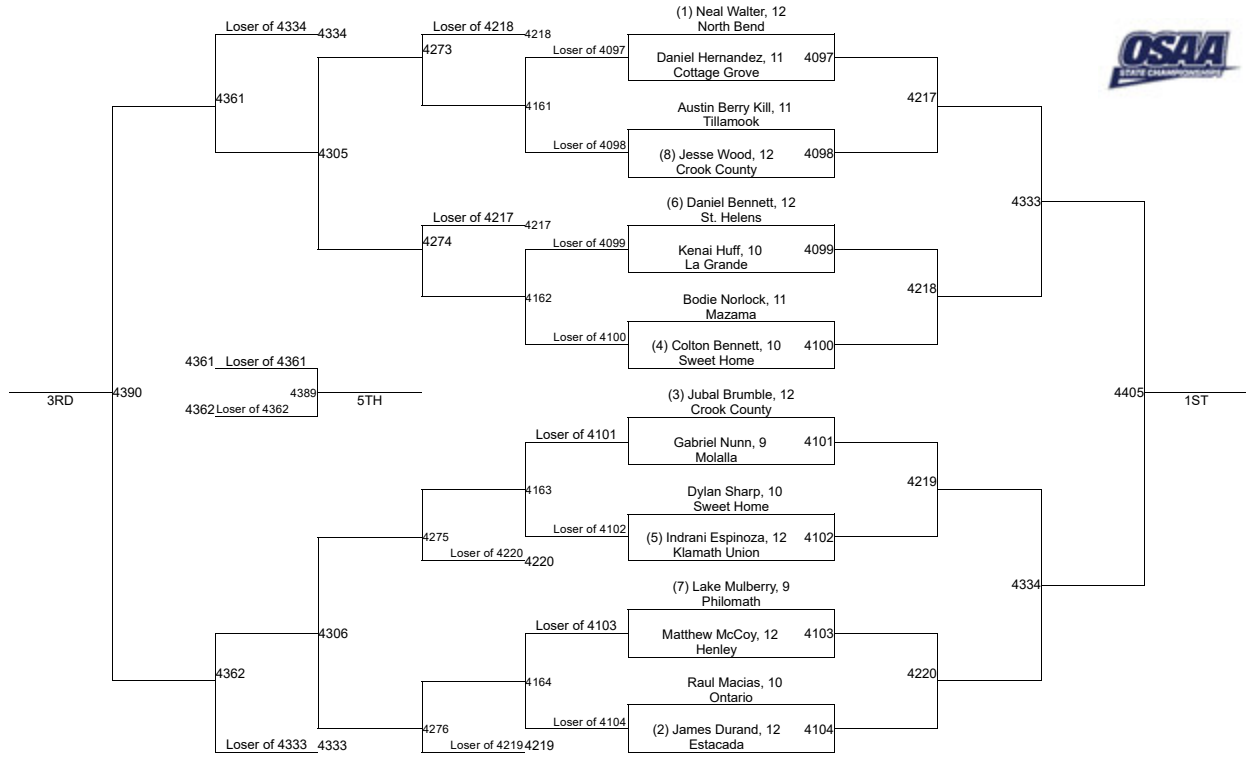 (1) Neal Walter, 12
North Bend
OSAA
STATE CHAMPIONSHIPS
Loser of 4334 4334
Loser of 4218 4218
4273
Loser of 4097
Daniel Hernandez, 11 4097
Cottage Grove
4361
4161
4217
Austin Berry Kill, 11
Tillamook
4305
Loser of 4098
(8) Jesse Wood, 12 4098
Crook County
(6) Daniel Bennett, 12
St. Helens
4333
Loser of 4217 4217
4274
Loser of 4099
Kenai Huff, 10 4099
La Grande
4162
4218
Bodie Norlock, 11
Mazama
Loser of 4100
(4) Colton Bennett, 10 4100
Sweet Home
4361 Loser of 4361
3RD
4390
4389
5TH
4405
1ST
4362 Loser of 4362
(3) Jubal Brumble, 12
Crook County
Loser of 4101
Gabriel Nunn, 9 4101
Molalla
4163
4219
Dylan Sharp, 10
Sweet Home
4275
Loser of 4102
(5) Indrani Espinoza, 12 4102
Klamath Union
Loser of 4220 4220
(7) Lake Mulberry, 9
Philomath
4334
4306
Loser of 4103
Matthew McCoy, 12 4103
Henley
4362
4164
4220
Raul Macias, 10
Ontario
4276
Loser of 4104
(2) James Durand, 12 4104
Estacada
Loser of 4333 4333
Loser of 4219 4219